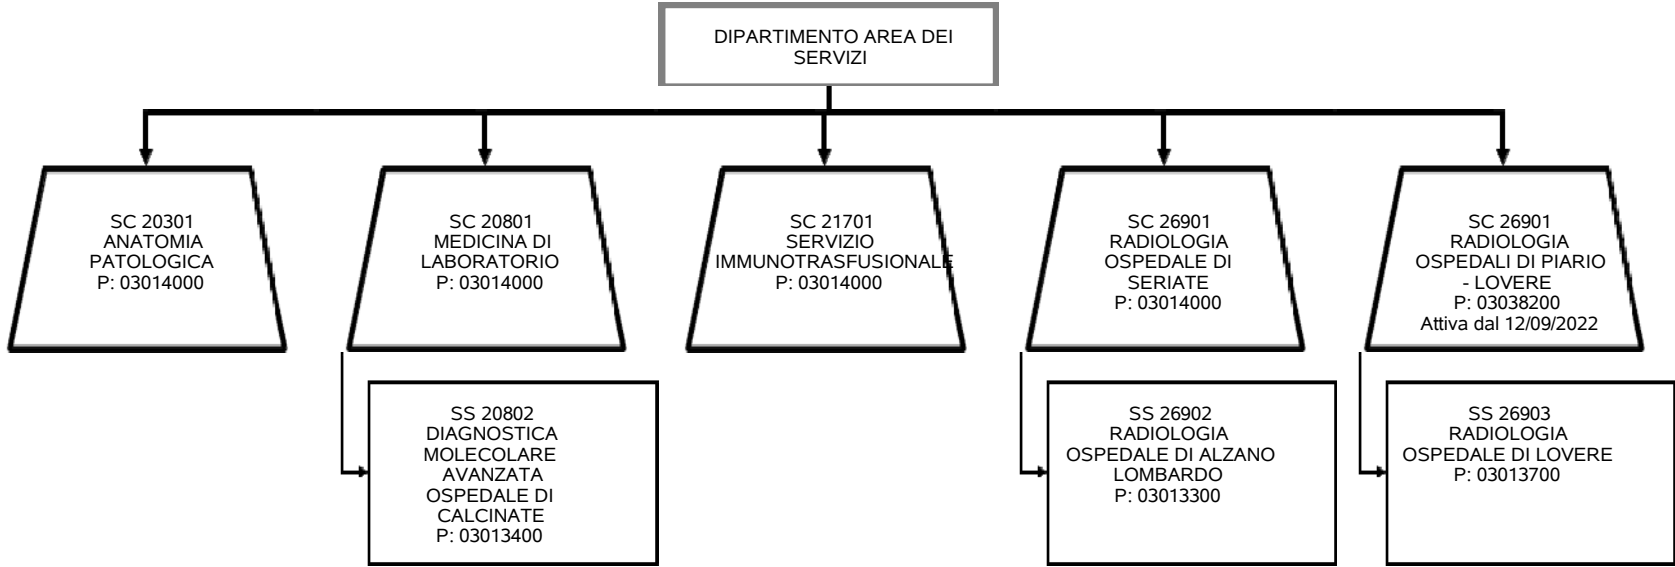 DIPARTIMENTO AREA DEI
SERVIZI
SC 20301
ANATOMIA
PATOLOGICA
P: 03014000
SC 20801
MEDICINA DI
LABORATORIO
P: 03014000
SC 21701
SERVIZIO
IMMUNOTRASFUSIONALE
P: 03014000
SC 26901
RADIOLOGIA
OSPEDALE DI
SERIATE
P: 03014000
SC 26901
RADIOLOGIA
OSPEDALI DI PIARIO
- LOVERE
P: 03038200
Attiva dal 12/09/2022
SS 20802
DIAGNOSTICA
MOLECOLARE
AVANZATA
OSPEDALE DI
CALCINATE
P: 03013400
SS 26902
RADIOLOGIA
OSPEDALE DI ALZANO
LOMBARDO
P: 03013300
SS 26903
RADIOLOGIA
OSPEDALE DI LOVERE
P: 03013700